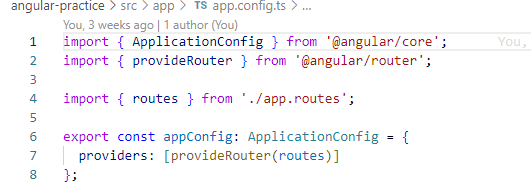 angular-practice > src > app > TS app.config.ts > ...
You, 3 weeks ago | 1 author (You)
1 import { ApplicationConfig } from '@angular/core'; You,
2 import { provideRouter } from '@angular/router';
3
4 import { routes } from './app.routes';
5
6 export const appConfig: ApplicationConfig = {
7 providers: [provideRouter(routes)]
8 };